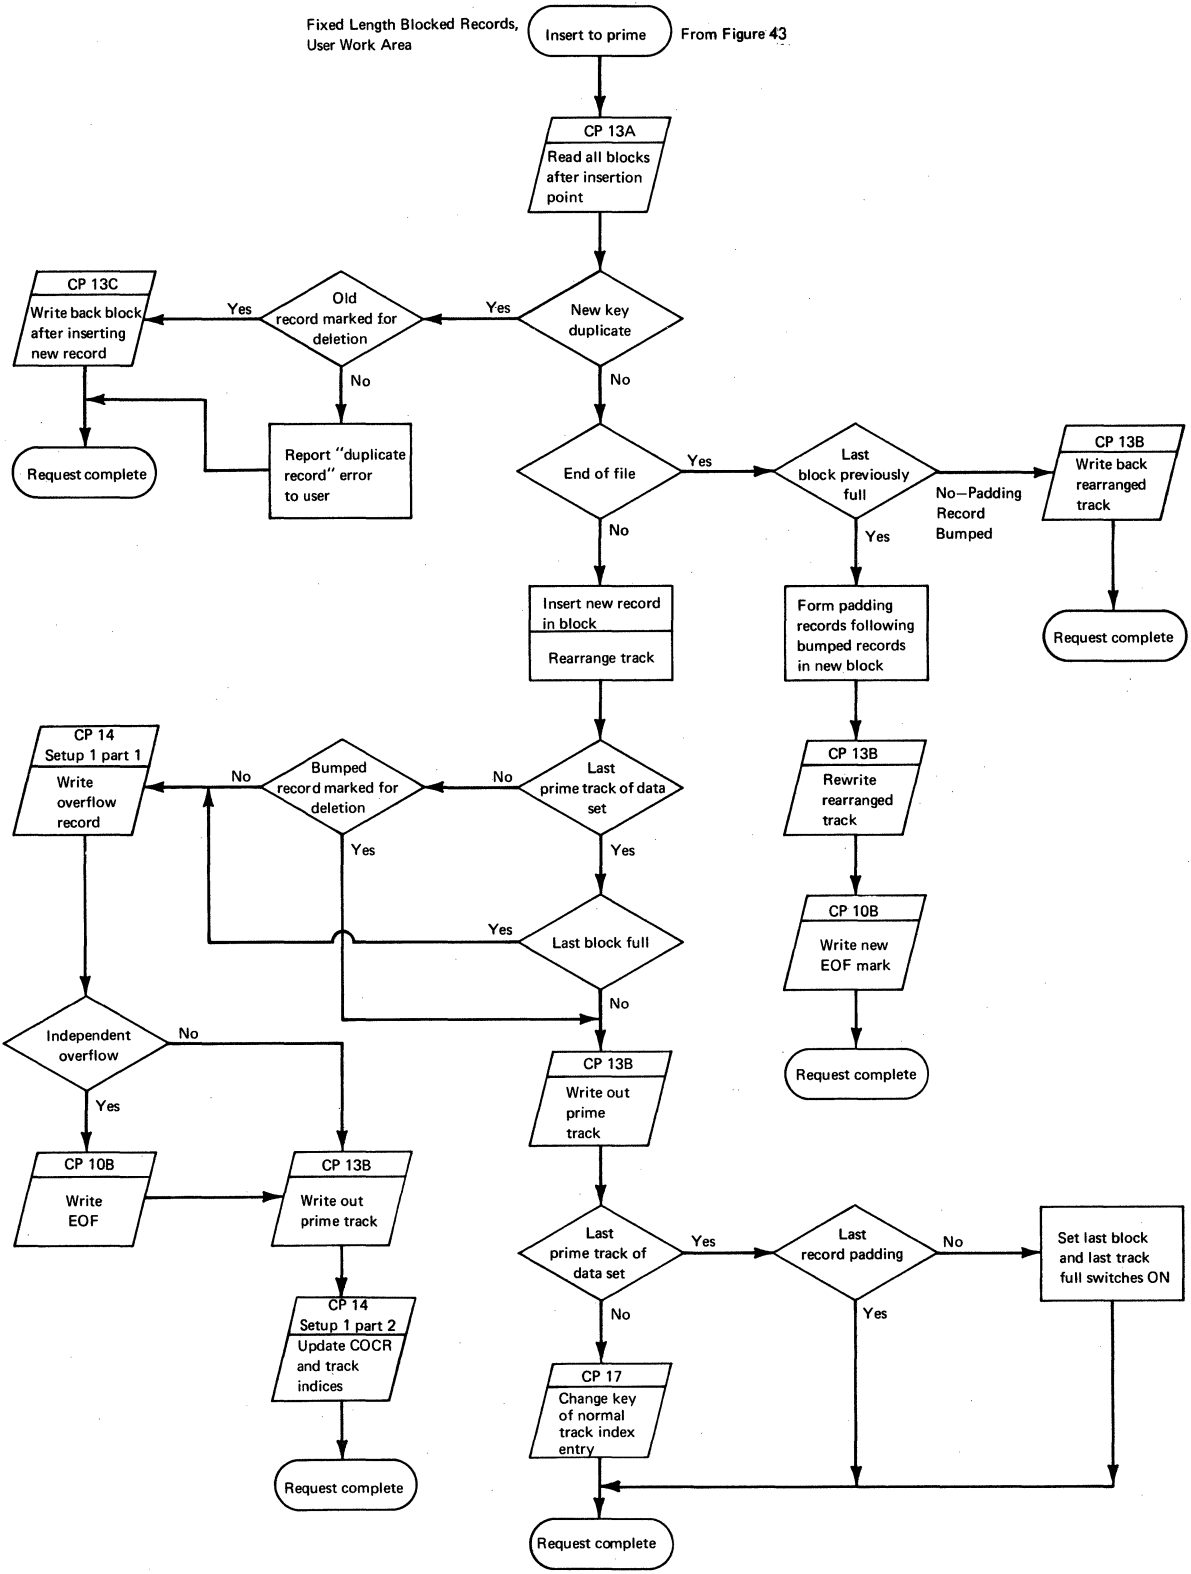 Fixed Length Blocked Records,
User Work Area
Insert to prime
From Figure 43
CP 13A
Read all blocks
after insertion
point
CP 13C
Write back block
after inserting
new record
Yes
Old
record marked for
deletion
Yes
New key
duplicate
No
No
Request complete
Report "duplicate
record" error
to user
End of file
Yes
Last
block previously
full
No—Padding
Record
Bumped
CP 13B
Write back
rearranged
track
No
Yes
Insert new record
in block
Rearrange track
Form padding
records following
bumped records
in new block
Request complete
CP 14
Setup 1 part 1
Write
overflow
record
No
Bumped
record marked for
deletion
No
Last
prime track of data
set
CP 13B
Rewrite
rearranged
track
Yes
Yes
Yes
Last block full
CP 10B
Write new
EOF mark
No
Independent
overflow
No
Yes
CP 13B
Write out
prime
track
Request complete
CP 10B
Write
EOF
CP 13B
Write out
prime track
Last
prime track of
data set
Yes
Last
record padding
No
Set last block
and last track
full switches ON
No
Yes
CP 14
Setup 1 part 2
Update COCR
and track
indices
CP 17
Change key
of normal
track index
entry
Request complete
Request complete